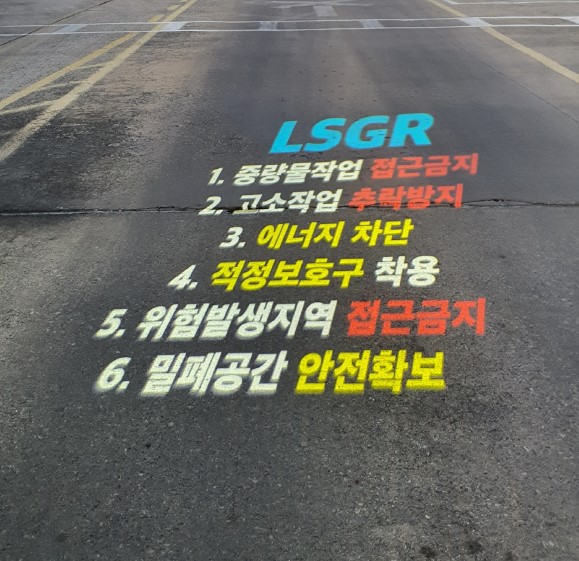 LSGR
1. 중량물작업 접근금지
2. 고소작업 추락방지
3. 에너지 차단
4. 적정보호구 착용
5. 위험발생지역 접근금지
6. 밀폐공간 안전확보